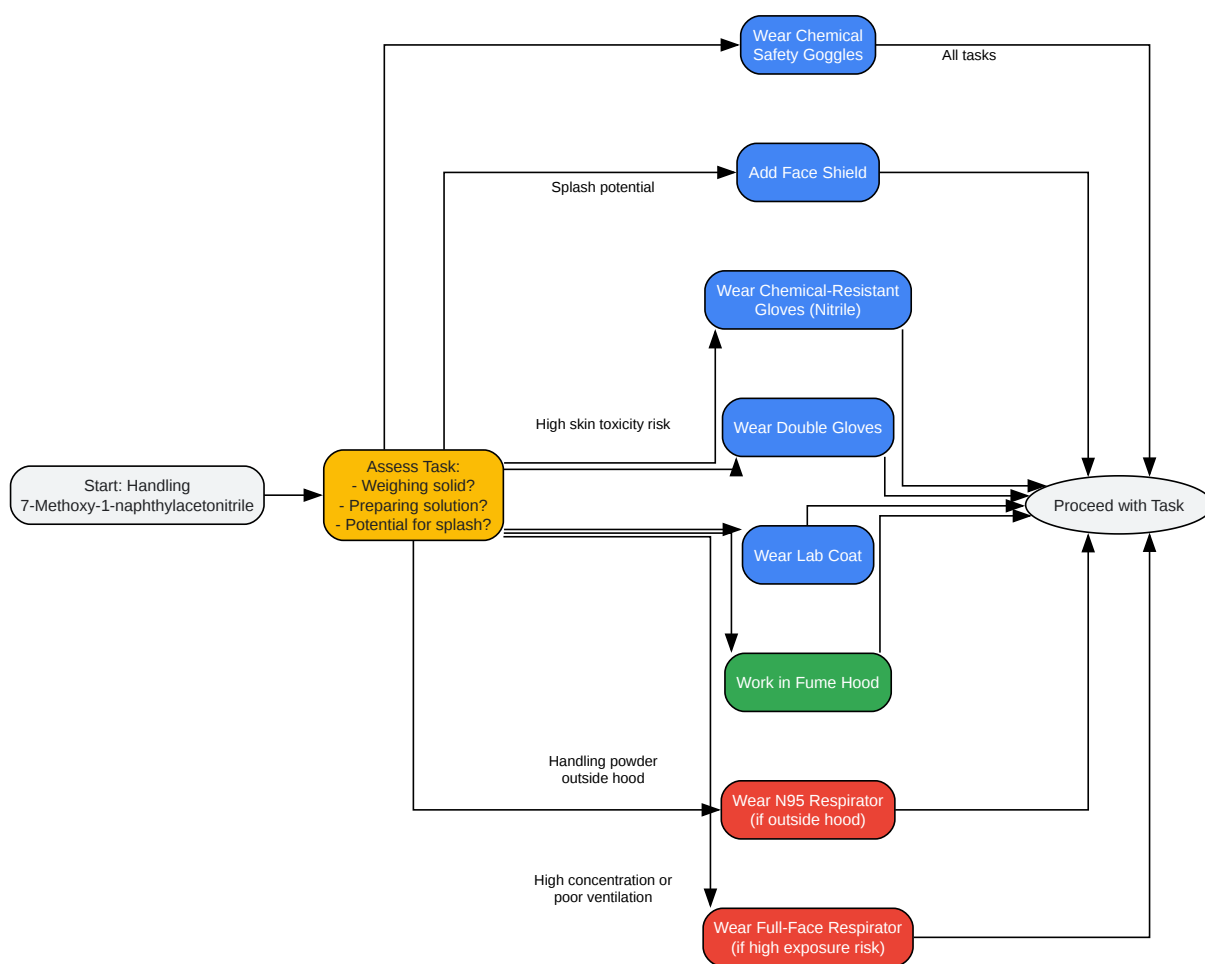 Wear Chemical
Safety Goggles
All tasks
Add Face Shield
Splash potential
Wear Chemical-Resistant
Gloves (Nitrile)
High skin toxicity risk
Wear Double Gloves
Start: Handling
7-Methoxy-1-naphthylacetonitrile
Assess Task:
- Weighing solid?
- Preparing solution?
- Potential for splash?
Proceed with Task
Wear Lab Coat
Work in Fume Hood
Handling powder
outside hood
Wear N95 Respirator
(if outside hood)
High concentration or
poor ventilation
Wear Full-Face Respirator
(if high exposure risk)